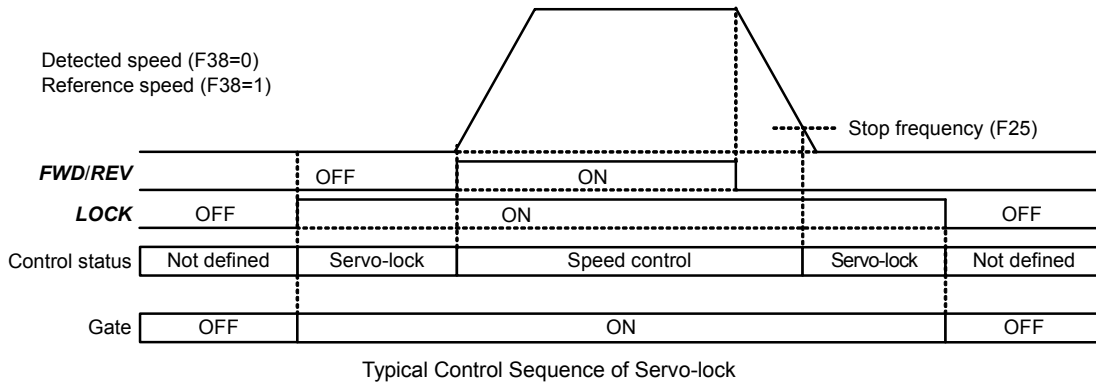 Detected speed (F38=0)
Reference speed (F38=1)
Stop frequency (F25)
FWD/REV OFF ON
LOCK OFF ON OFF
Control status Not defined Servo-lock Speed control Servo-lock Not defined
Gate OFF ON OFF
Typical Control Sequence of Servo-lock